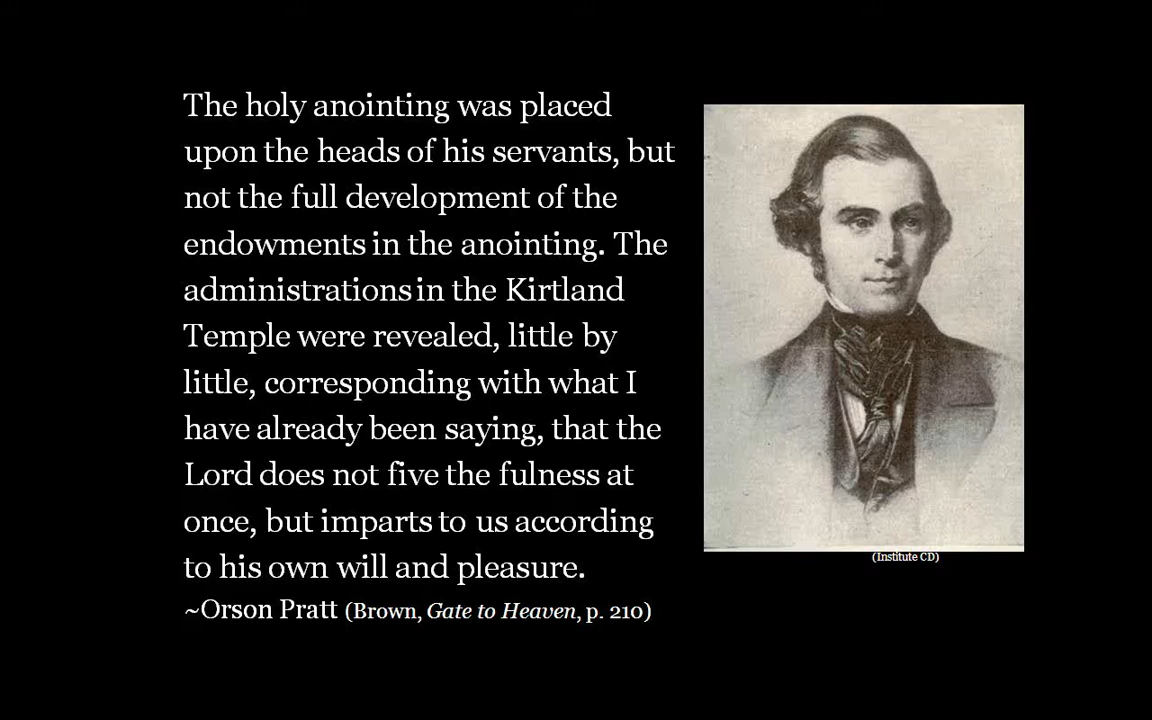 The holy anointing was placed
upon the heads of his servants, but
not the full development of the
endowments in the anointing. The
administrations in the Kirtland
Temple were revealed, little by
little, corresponding with what I
have already been saying, that the
Lord does not five the fulness at
once, but imparts to us according
to his own will and pleasure.
~Orson Pratt (Brown, Gate to Heaven, p. 210)
(Institute CD)